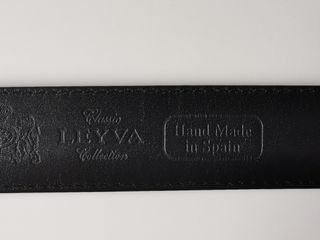 Classic
LEYVA
Collection
Hand Made
in Spain